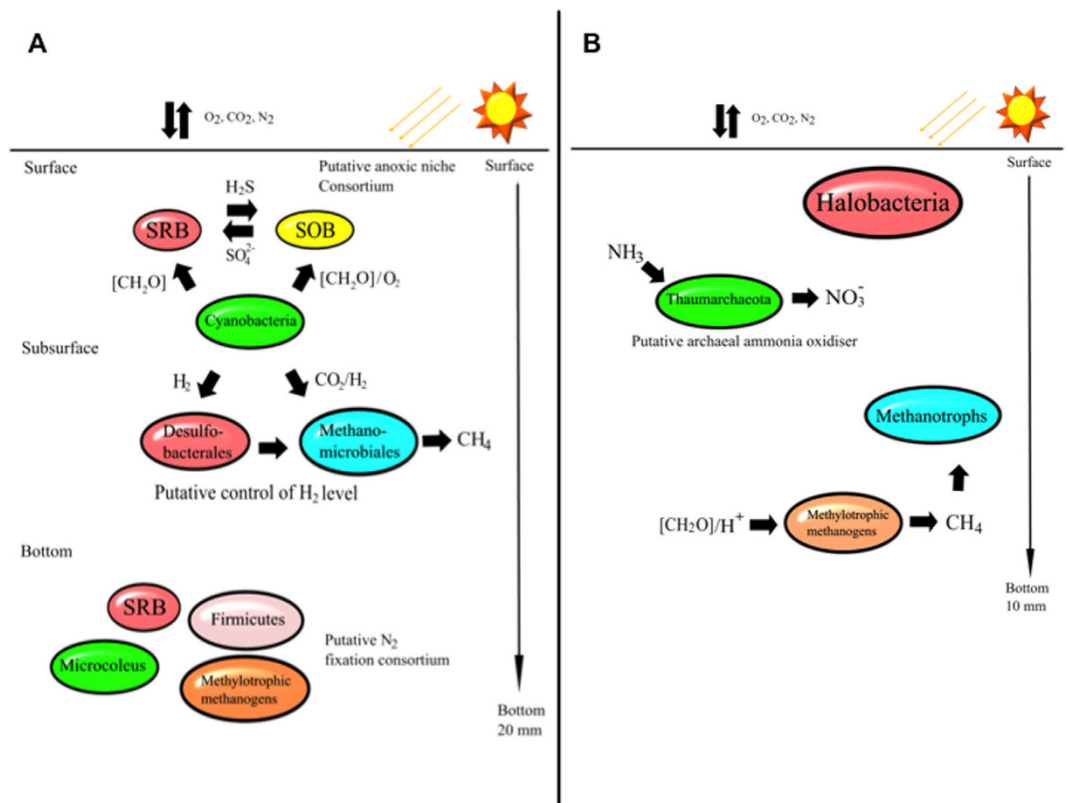 A
O2, CO2, N2
Surface
Putative anoxic niche
Consortium
Surface
H2S
SRB
SOB
SO4 2-
[CH2O]
[CH2O]/O2
Cyanobacteria
Subsurface
H2
CO2/H2
Desulfo-
bacterales
Methano-
microbiales
CH4
Putative control of H2 level
Bottom
SRB
Firmicutes
Microcoleus
Methylotrophic
methanogens
Putative N2
fixation consortium
Bottom
20 mm
B
O2, CO2, N2
Surface
Halobacteria
NH3
Thaumarchaeota
NO3-
Putative archaeal ammonia oxidiser
Methanotrophs
[CH2O]/H+
Methylotrophic
methanogens
CH4
Bottom
10 mm